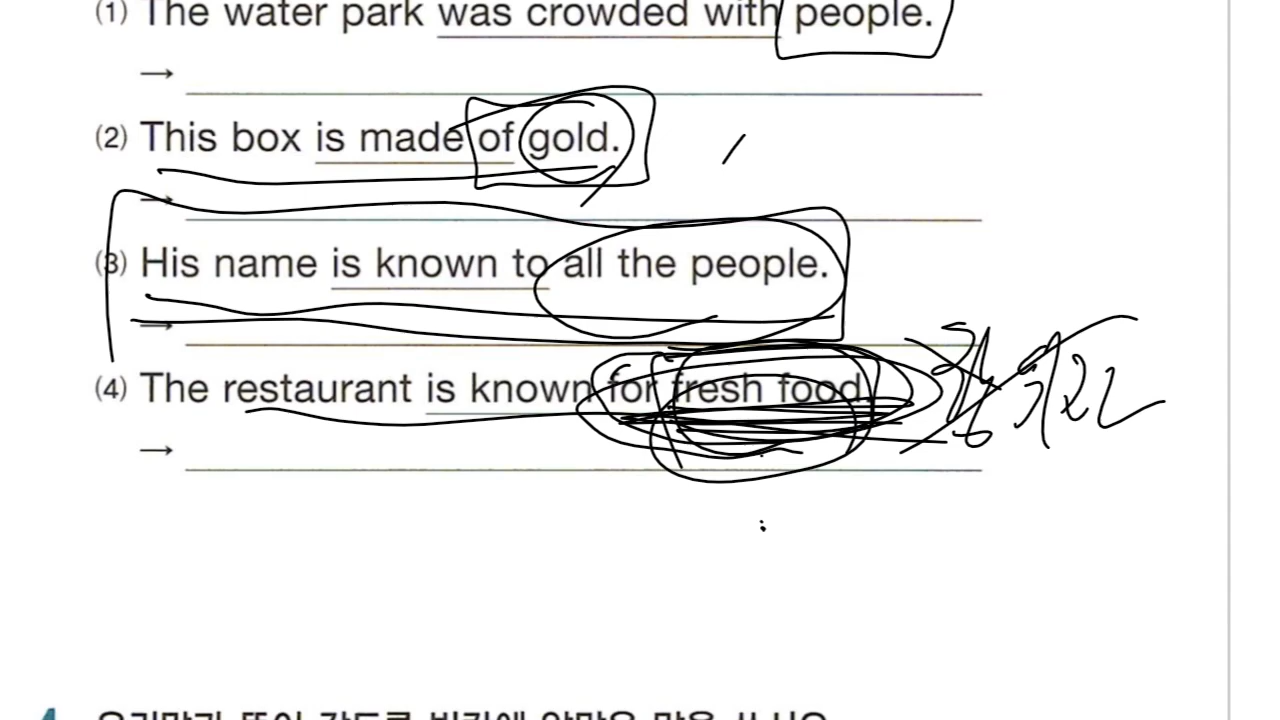 (1) The water park was crowded with people.
→
(2) This box is made of gold.
→
(3) His name is known to all the people.
→
(4) The restaurant is known for fresh food.
→